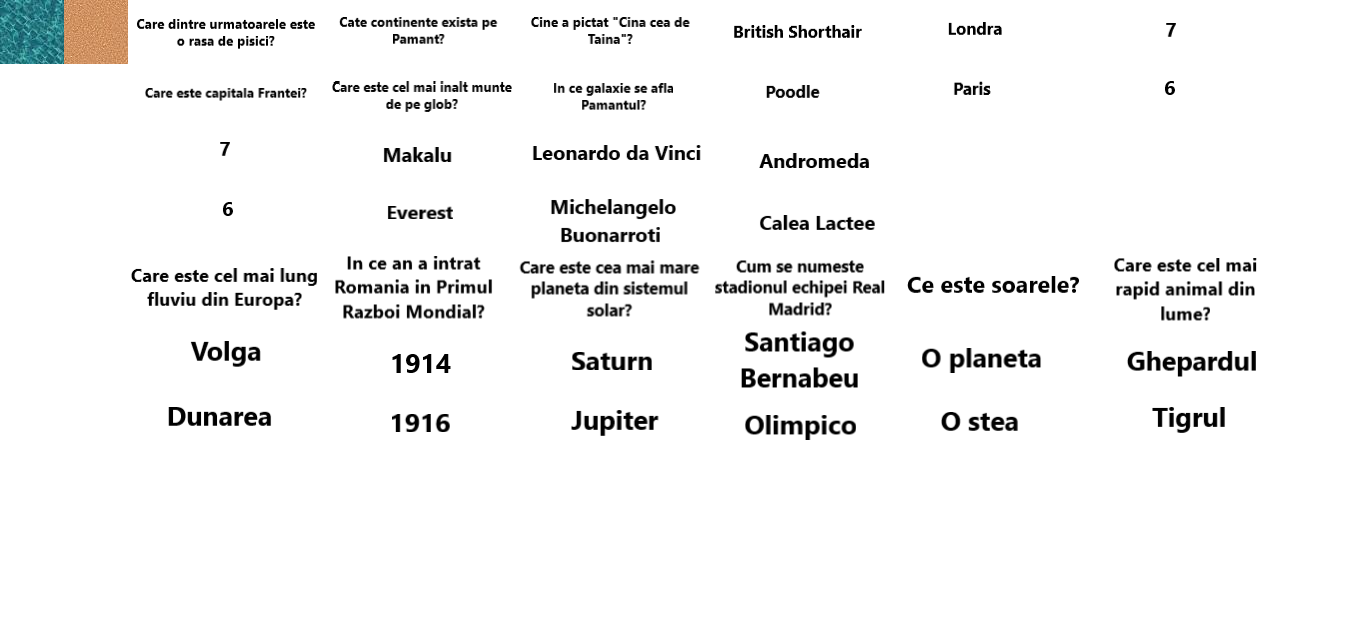 Care dintre urmatoarele este
o rasa de pisici?
Cate continente exista pe
Pamant?
Cine a pictat "Cina cea de
Taina"?
British Shorthair
Londra
7
Care este capitala Frantei?
Care este cel mai inalt munte
de pe glob?
In ce galaxie se afla
Pamantul?
Poodle
Paris
6
7
Makalu
Leonardo da Vinci
Andromeda
6
Everest
Michelangelo
Buonarroti
Calea Lactee
Care este cel mai lung
fluviu din Europa?
In ce an a intrat
Romania in Primul
Razboi Mondial?
Care este cea mai mare
planeta din sistemul
solar?
Cum se numeste
stadionul echipei Real
Madrid?
Ce este soarele?
Care este cel mai
rapid animal din
lume?
Volga
1914
Saturn
Santiago
Bernabeu
O planeta
Ghepardul
Dunarea
1916
Jupiter
Olimpico
O stea
Tigrul